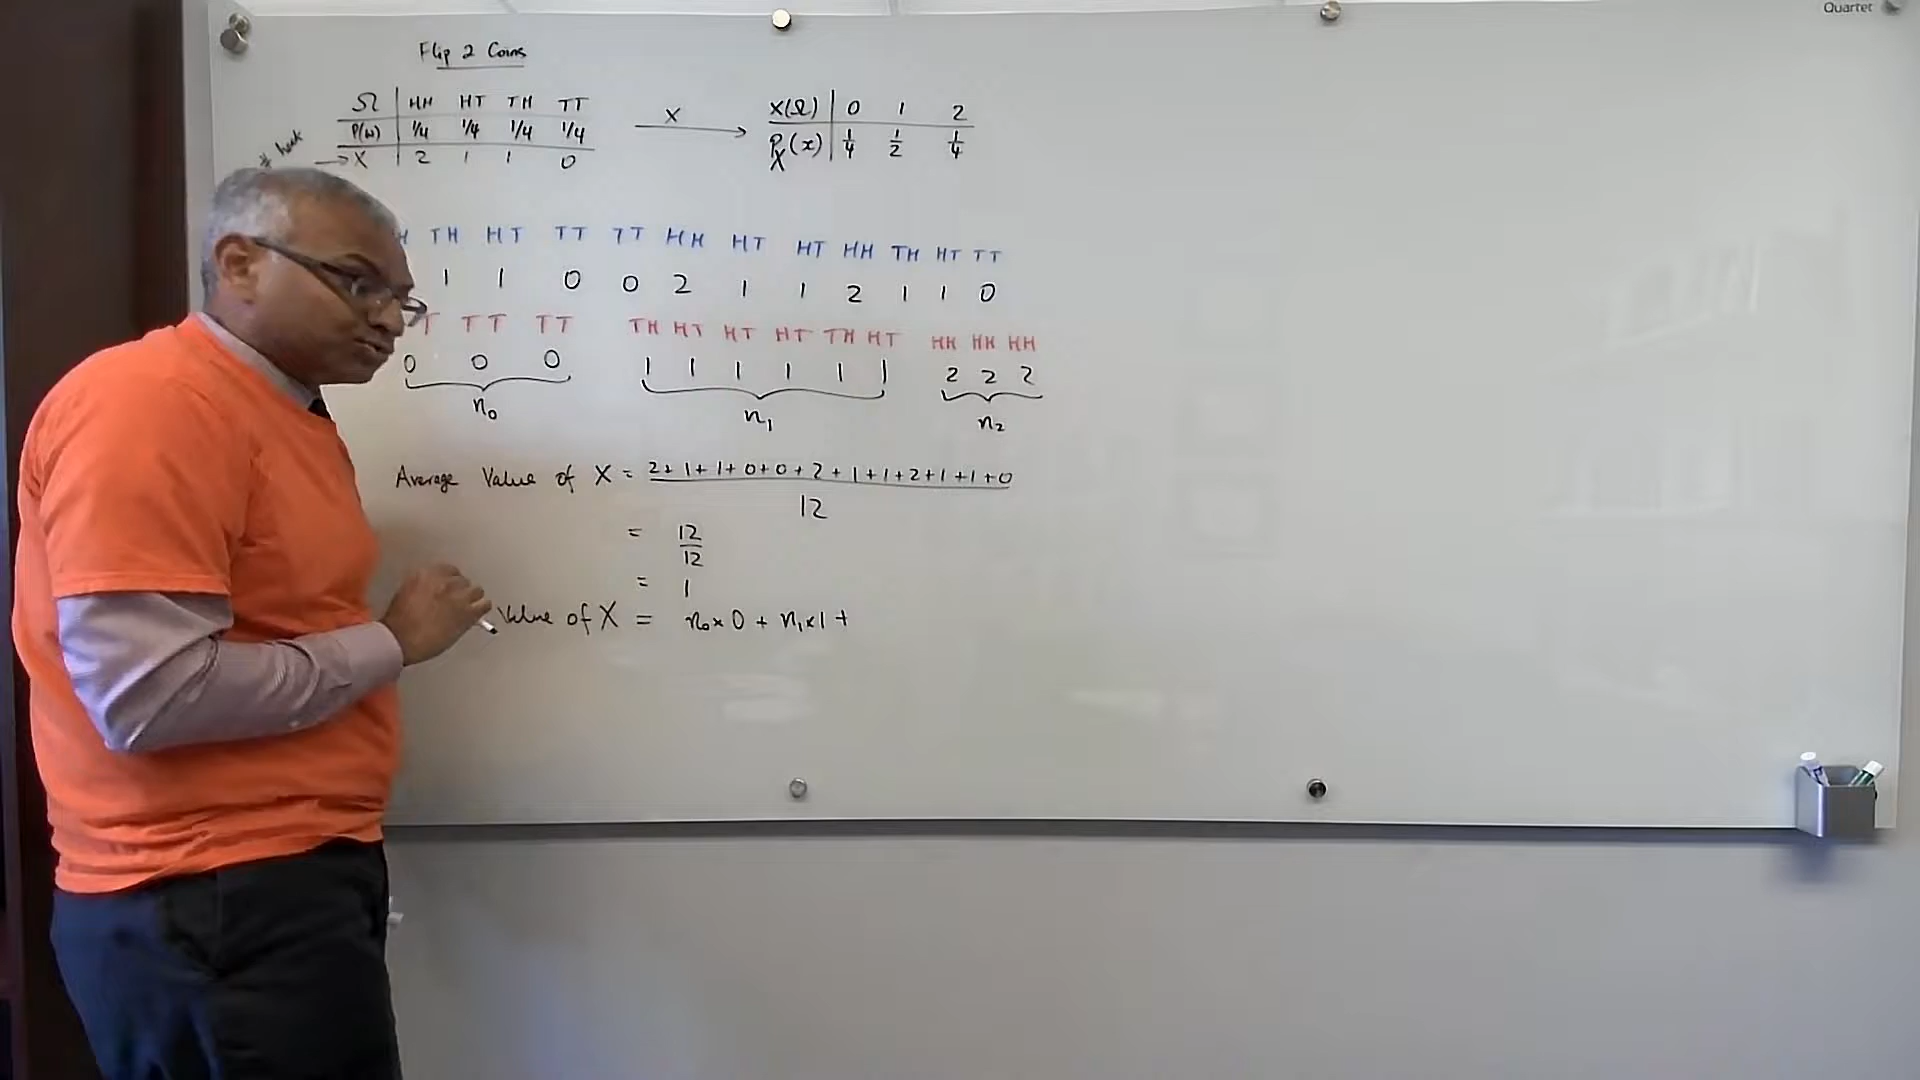 Quartet
Flip 2 Coins
Ω HH HT TH TT
P(ω) 1/4 1/4 1/4 1/4
X 2 1 1 0
X
X(Ω) 0 1 2
P_X(x) 1/4 1/2 1/4
H TH HT TT TT HH HT HT HH TH HT TT
1 1 0 0 2 1 1 2 1 1 0
T TT TT TH HT HT HT TH HT HH HH HH
0 0 0 1 1 1 1 1 1 2 2 2
n₀ n₁ n₂
Average Value of X = 2+1+1+0+0+2+1+1+2+1+1+0
12
= 12
12
= 1
Value of X = n₀×0 + n₁×1 +